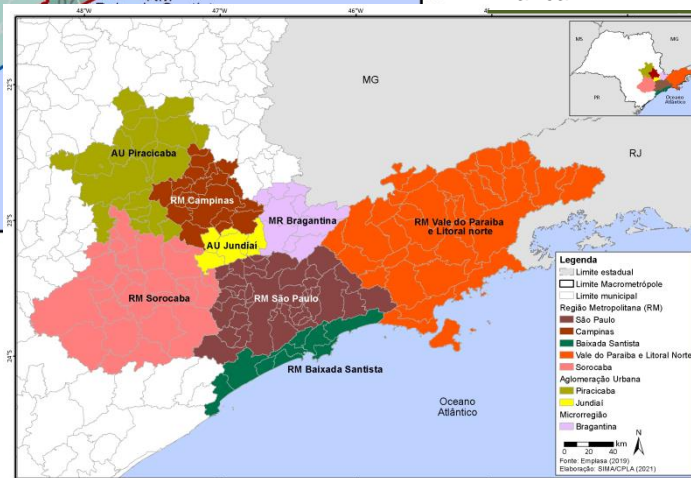 48°W
47°W
46°W
MS
MG
PR
Oceano
Atlântico
22°S
MG
AU Piracicaba
RJ
RM Campinas
23°S
MR Bragantina
RM Vale do Paraíba
e Litoral norte
AU Jundiaí
RM Sorocaba
RM São Paulo
24°S
RM Baixada Santista
Oceano
Atlântico
Legenda
Limite estadual
Limite Macrometrópole
Limite municipal
Região Metropolitana (RM)
São Paulo
Campinas
Baixada Santista
Vale do Paraíba e Litoral Norte
Sorocaba
Aglomeração Urbana
Piracicaba
Jundiaí
Microrregião
Bragantina
N
0 20 40 km
Fonte: Emplasa (2019)
Elaboração: SIMA/CPLA (2021)